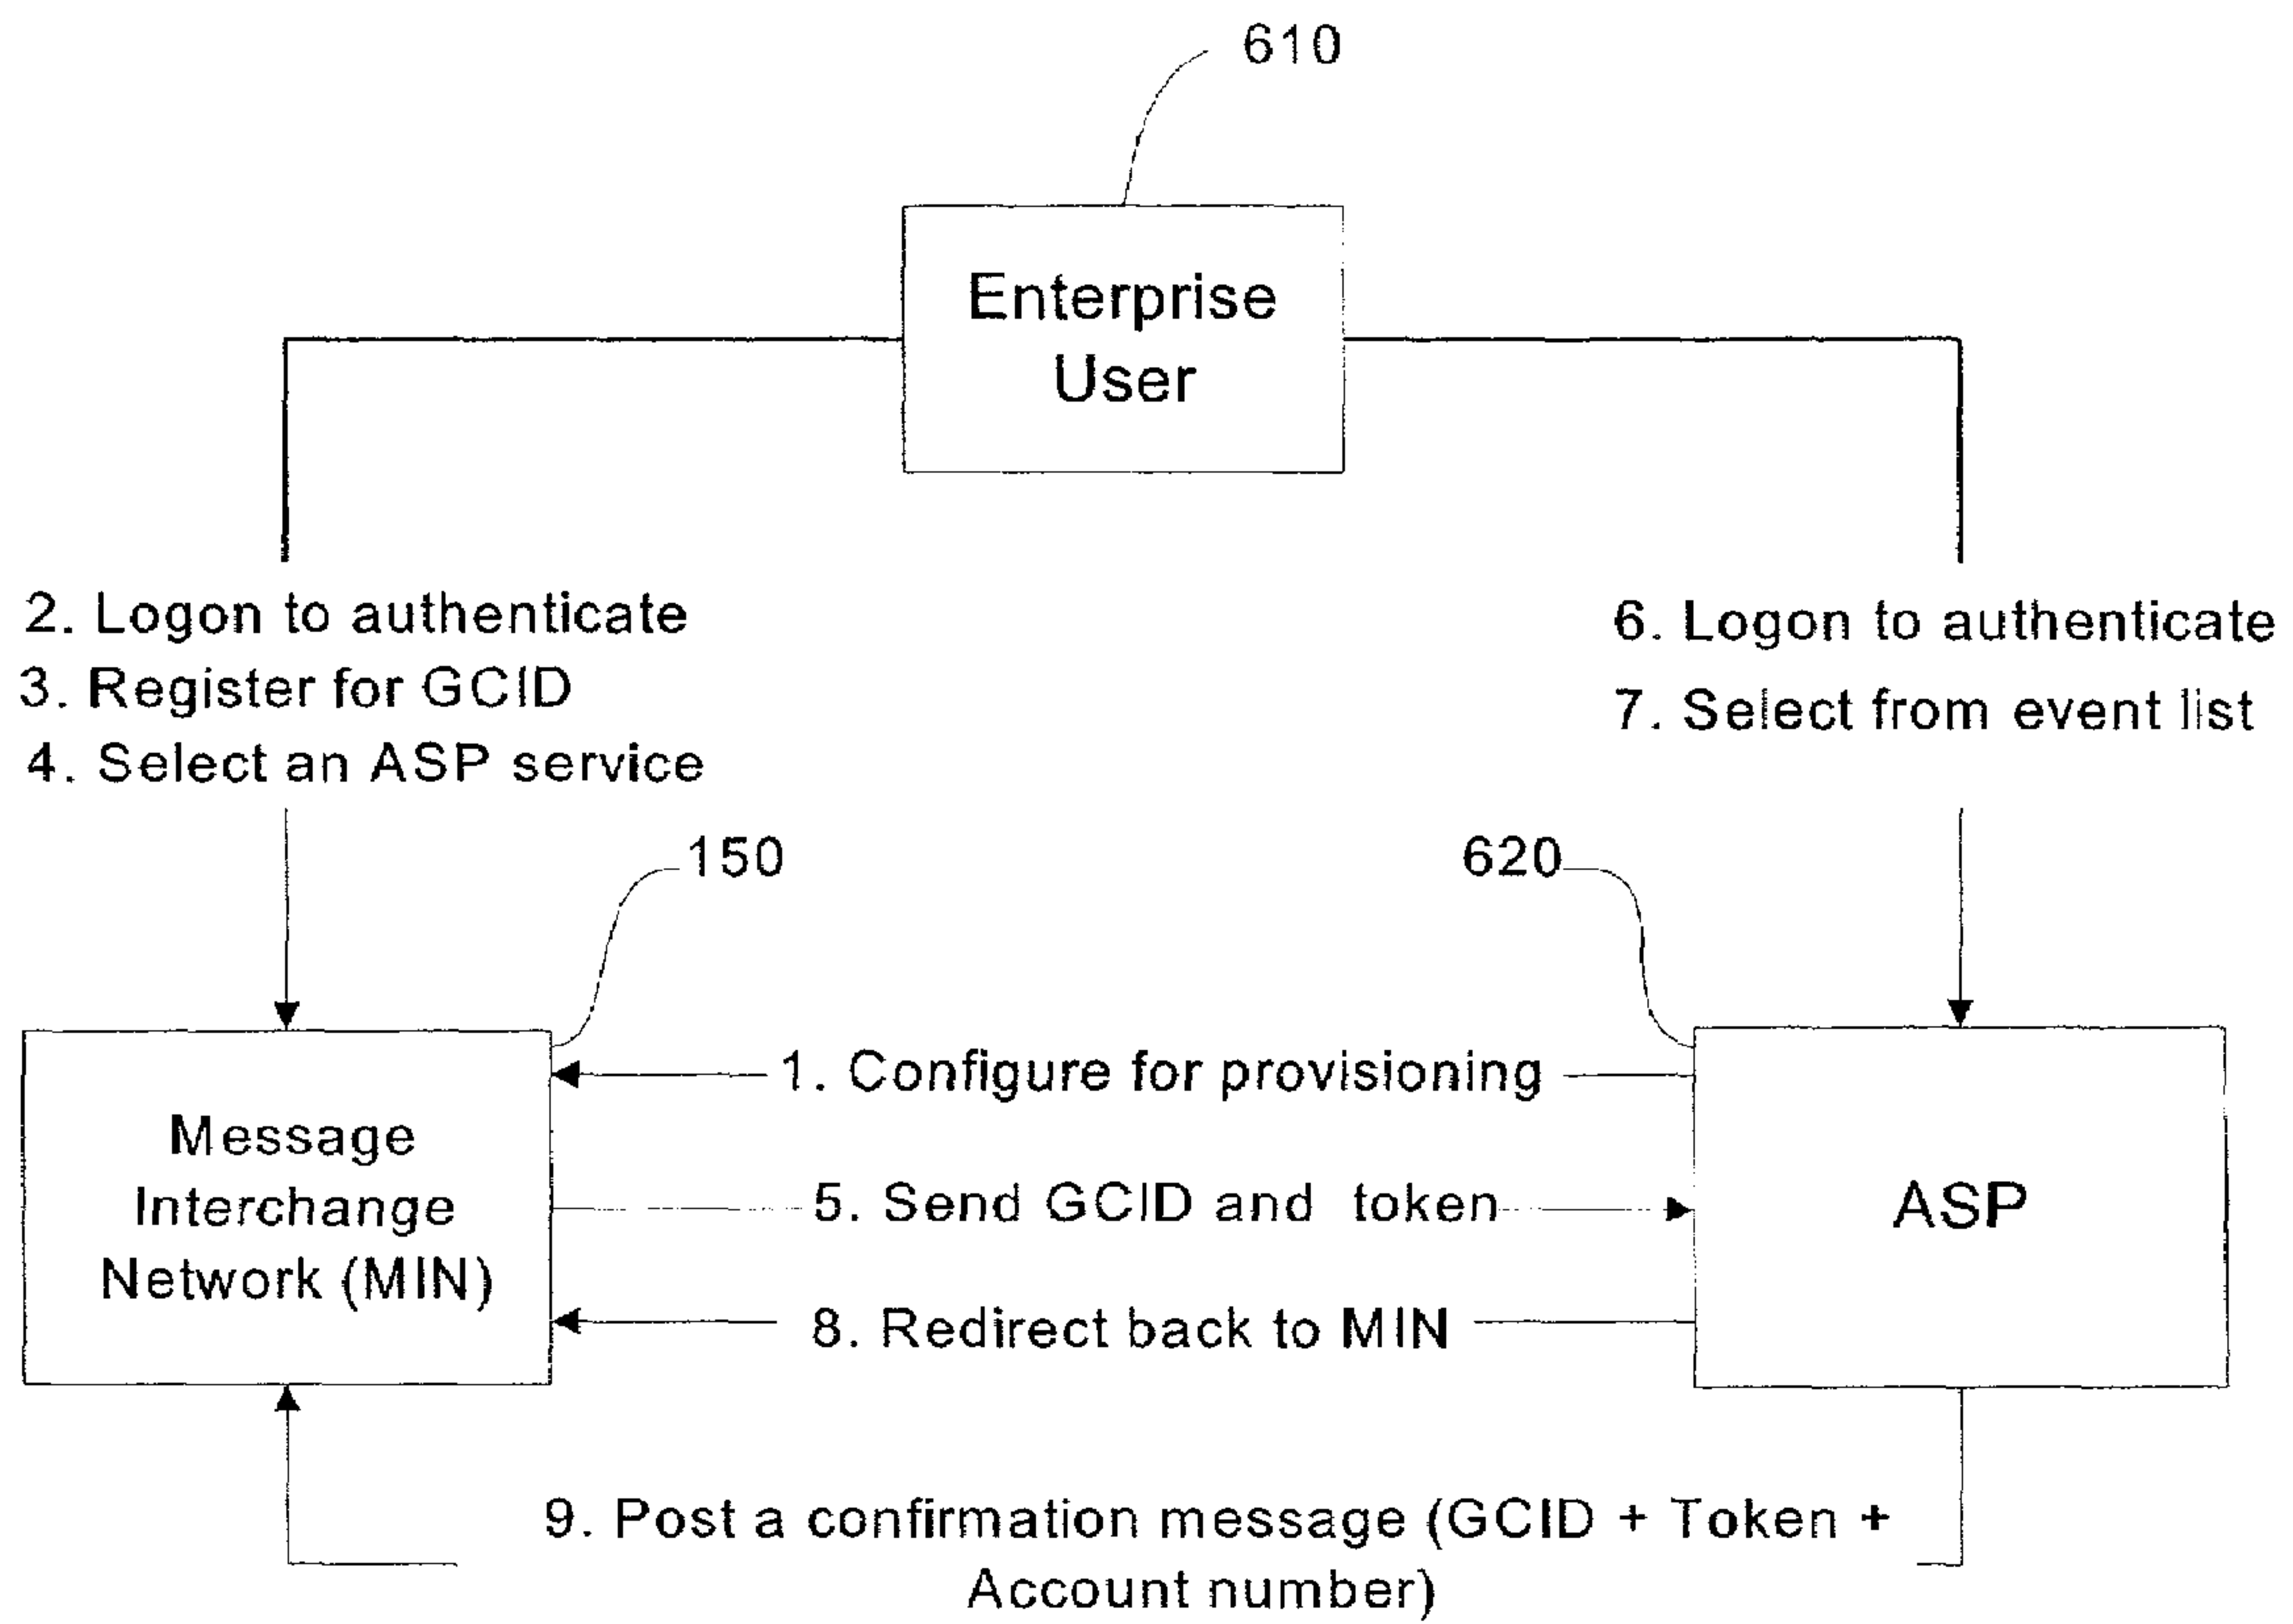 610
Enterprise
User
2. Logon to authenticate
3. Register for GCID
4. Select an ASP service
6. Logon to authenticate
7. Select from event list
150
620
1. Configure for provisioning
Message
Interchange
Network (MIN)
5. Send GCID and token
ASP
8. Redirect back to MIN
9. Post a confirmation message (GCID + Token +
Account number)